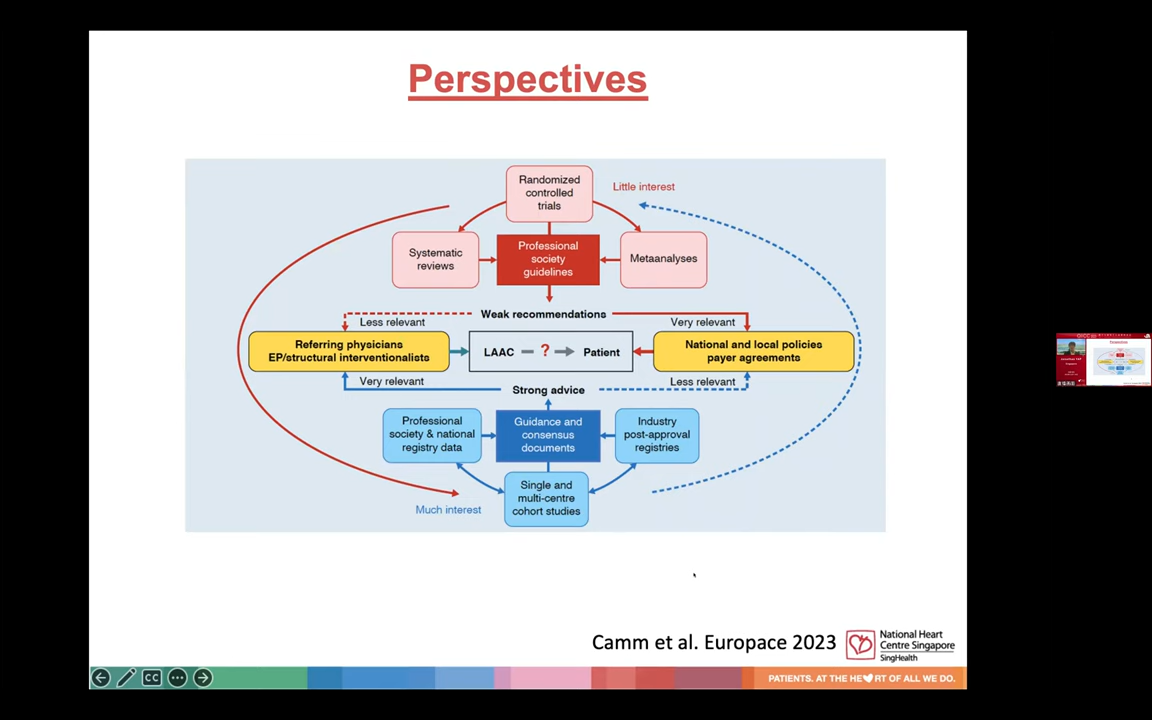 Perspectives
Randomized
controlled
trials
Little interest
Systematic
reviews
Professional
society
guidelines
Metaanalyses
Weak recommendations
Less relevant
Very relevant
Referring physicians
EP/structural interventionalists
LAAC
?
Patient
National and local policies
payer agreements
Very relevant
Strong advice
Less relevant
Professional
society & national
registry data
Guidance and
consensus
documents
Industry
post-approval
registries
Single and
multi-centre
cohort studies
Much interest
Camm et al. Europace 2023
National Heart
Centre Singapore
SingHealth
CC
PATIENTS. AT THE HE RT OF ALL WE DO.